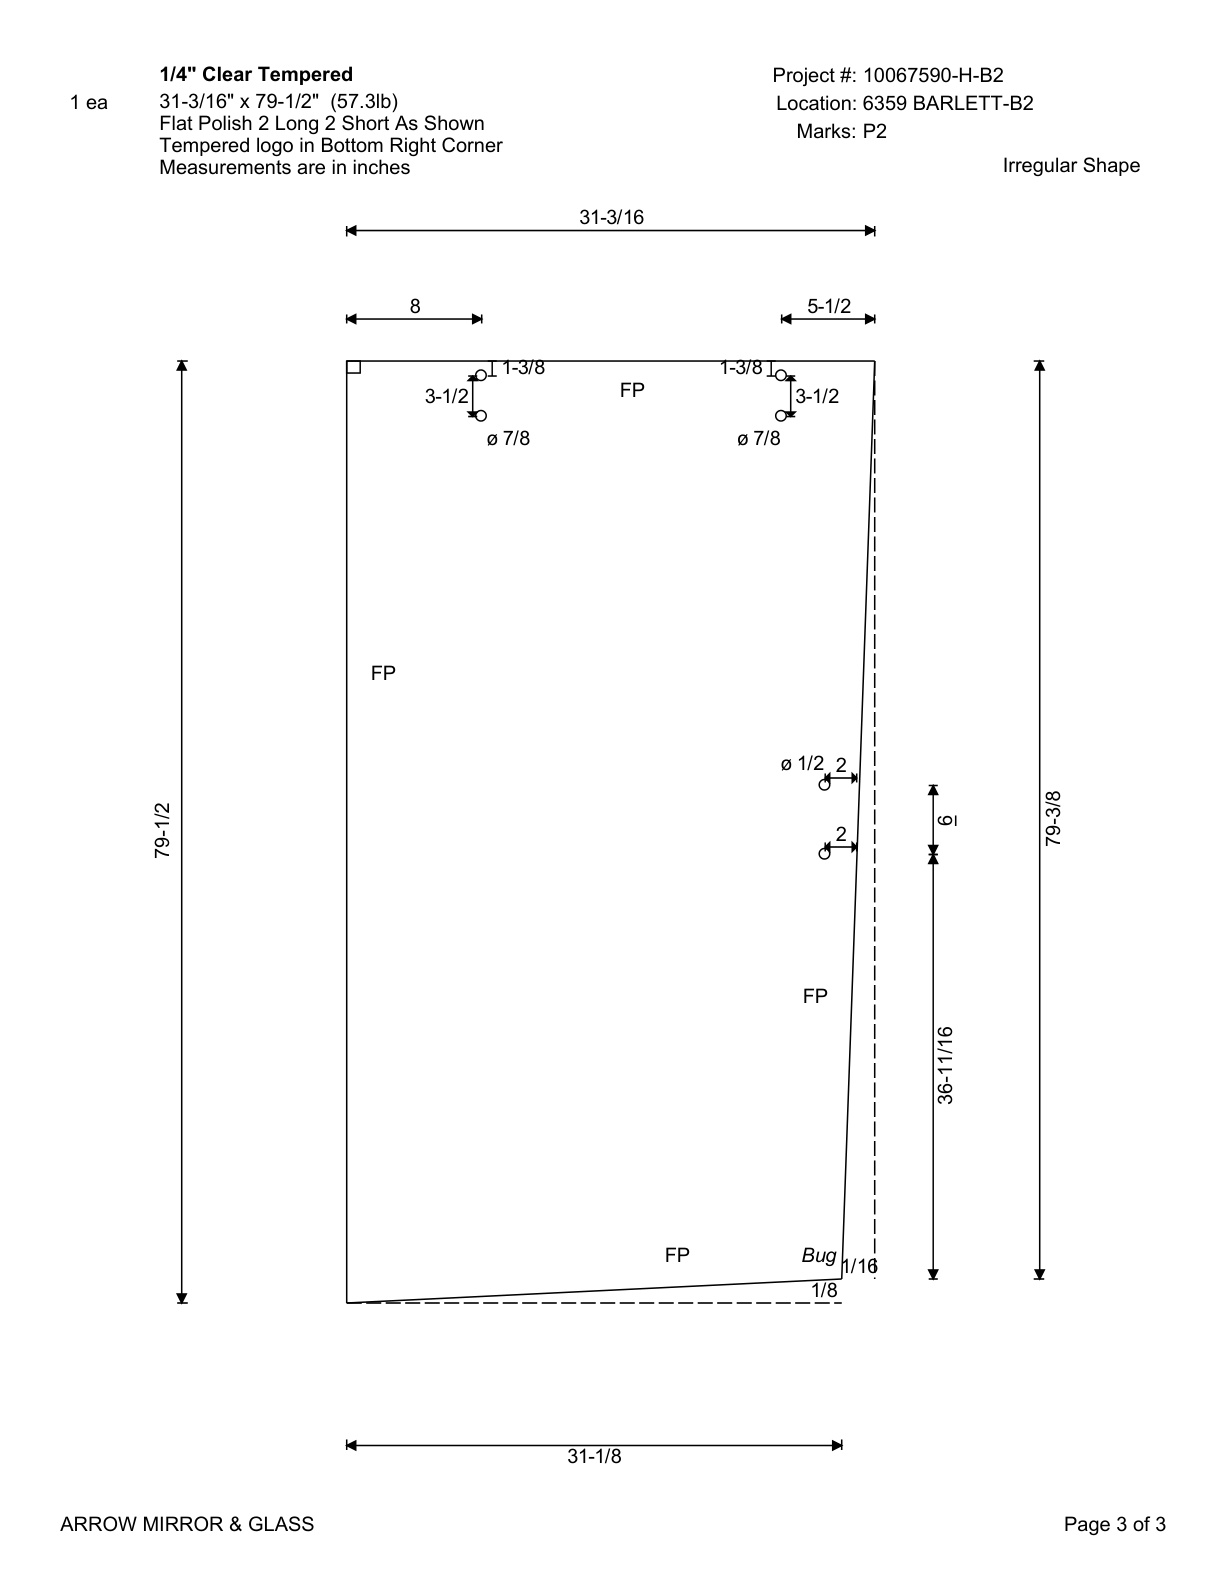 1/4" Clear Tempered
Project #: 10067590-H-B2
1 ea
31-3/16" x 79-1/2" (57.3lb)
Location: 6359 BARLETT-B2
Flat Polish 2 Long 2 Short As Shown
Marks: P2
Tempered logo in Bottom Right Corner
Measurements are in inches
Irregular Shape
31-3/16
8
5-1/2
1-3/8
1-3/8
3-1/2
FP
3-1/2
ø 7/8
ø 7/8
FP
ø 1/2
2
6
79-1/2
79-3/8
2
FP
36-11/16
FP
Bug
1/16
1/8
31-1/8
ARROW MIRROR & GLASS
Page 3 of 3